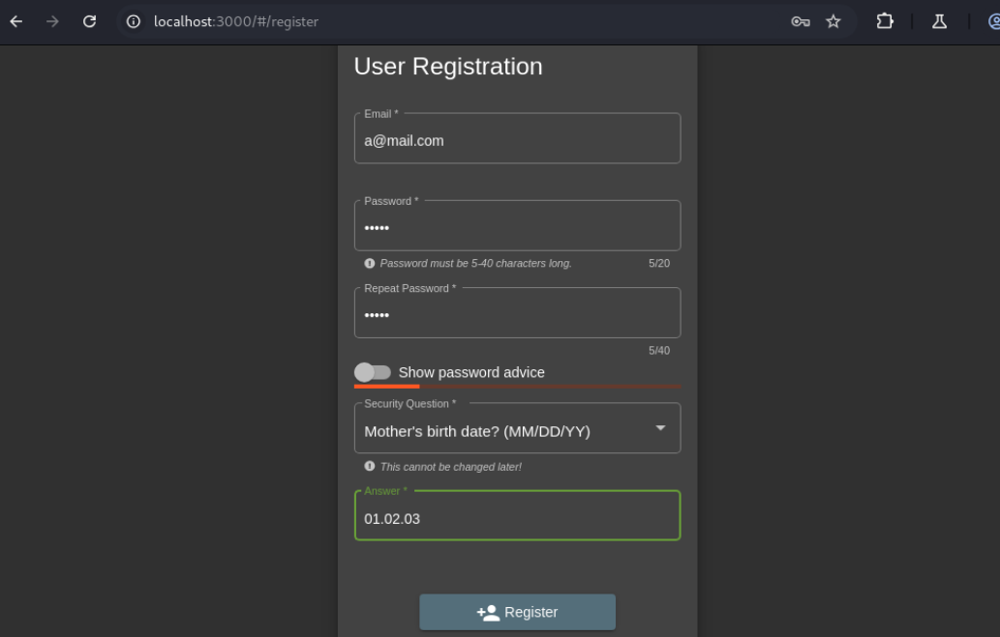 localhost:3000/#/register
User Registration
Email *
a@mail.com
Password *
•••••
Password must be 5-40 characters long. 5/20
Repeat Password *
•••••
5/40
Show password advice
Security Question *
Mother's birth date? (MM/DD/YY)
This cannot be changed later!
Answer *
01.02.03
Register